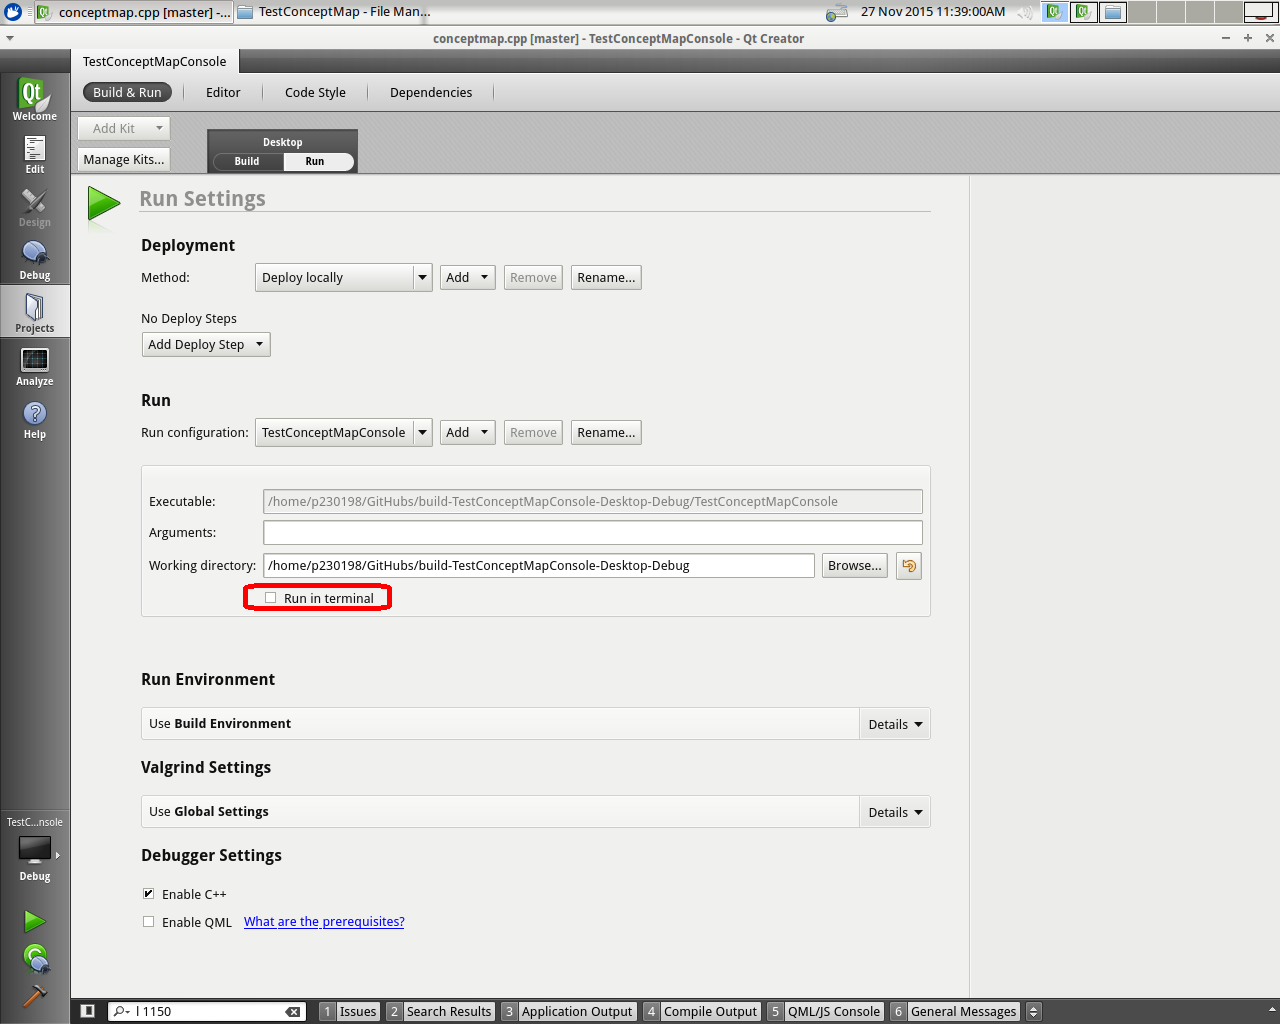 conceptmap.cpp [master] -...
TestConceptMap - File Man...
27 Nov 2015 11:39:00AM
conceptmap.cpp [master] - TestConceptMapConsole - Qt Creator
TestConceptMapConsole
Build & Run Editor Code Style Dependencies
Add Kit
Manage Kits...
Desktop
Build Run
Qt
Welcome
Edit
Design
Debug
Projects
Analyze
Help
TestC...nsole
Debug
Run Settings
Deployment
Method: Deploy locally Add Remove Rename...
No Deploy Steps
Add Deploy Step
Run
Run configuration: TestConceptMapConsole Add Remove Rename...
Executable: /home/p230198/GitHubs/build-TestConceptMapConsole-Desktop-Debug/TestConceptMapConsole
Arguments:
Working directory: /home/p230198/GitHubs/build-TestConceptMapConsole-Desktop-Debug Browse...
Run in terminal
Run Environment
Use Build Environment Details
Valgrind Settings
Use Global Settings Details
Debugger Settings
Enable C++
Enable QML What are the prerequisites?
l 1150
1 Issues 2 Search Results 3 Application Output 4 Compile Output 5 QML/JS Console 6 General Messages